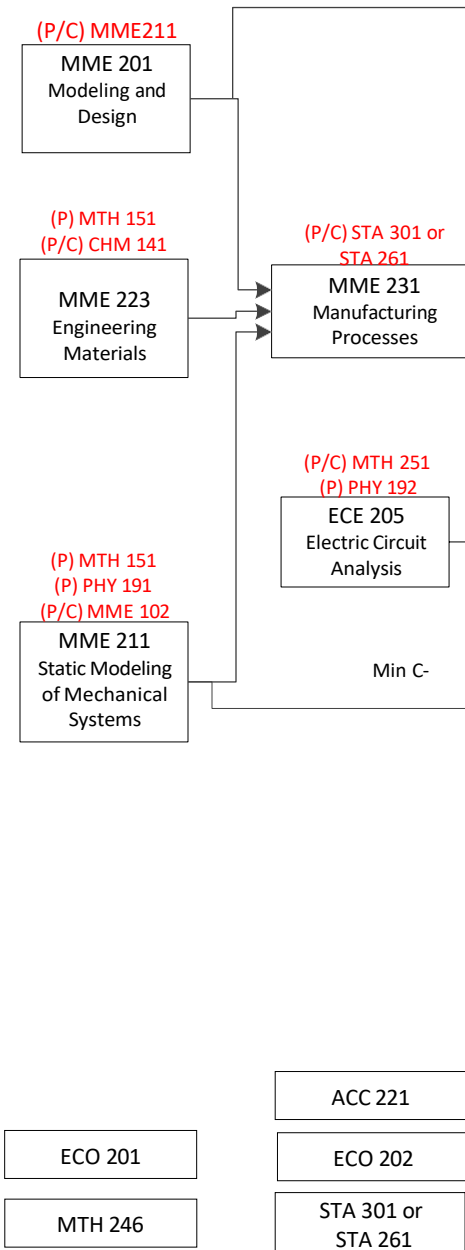 (P/C) MME211
MME 201
Modeling and
Design
(P) MTH 151
(P/C) CHM 141
MME 223
Engineering
Materials
(P/C) STA 301 or
STA 261
MME 231
Manufacturing
Processes
(P/C) MTH 251
(P) PHY 192
ECE 205
Electric Circuit
Analysis
(P) MTH 151
(P) PHY 191
(P/C) MME 102
MME 211
Static Modeling
of Mechanical
Systems
Min C-
ACC 221
ECO 201
ECO 202
MTH 246
STA 301 or
STA 261